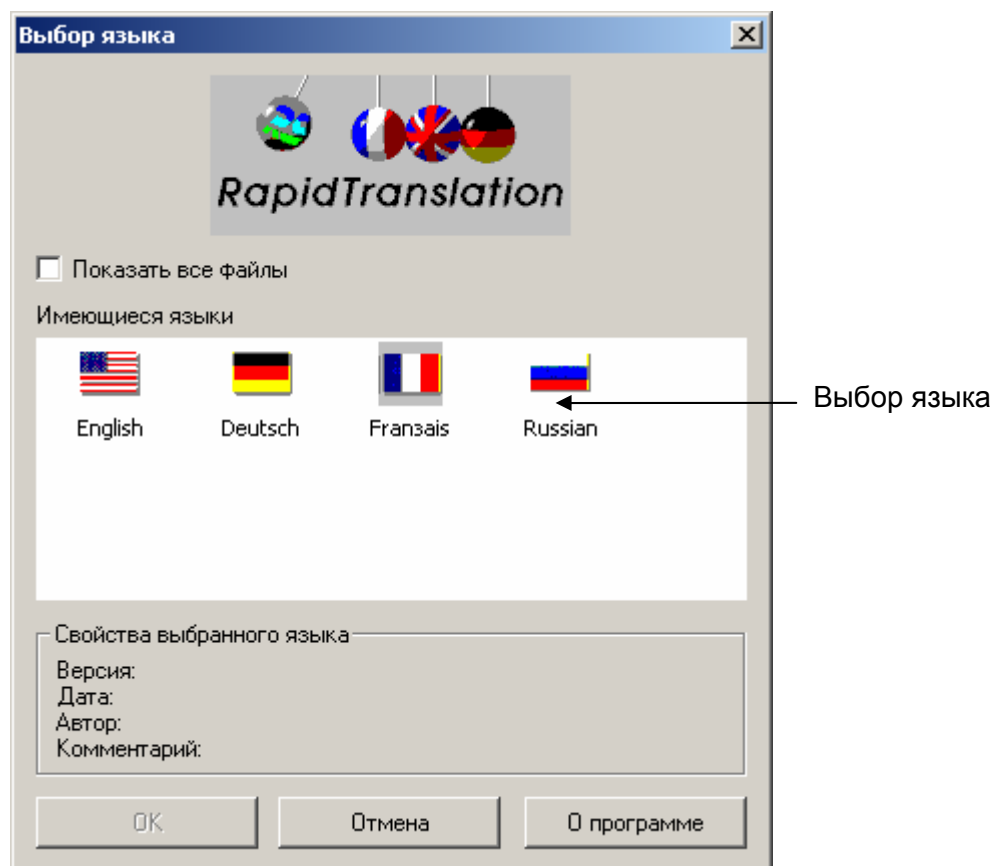 Выбор языка
RapidTranslation
Показать все файлы
Имеющиеся языки
English Deutsch Franзais Russian
Выбор языка
Свойства выбранного языка
Версия:
Дата:
Автор:
Комментарий:
OK Отмена О программе